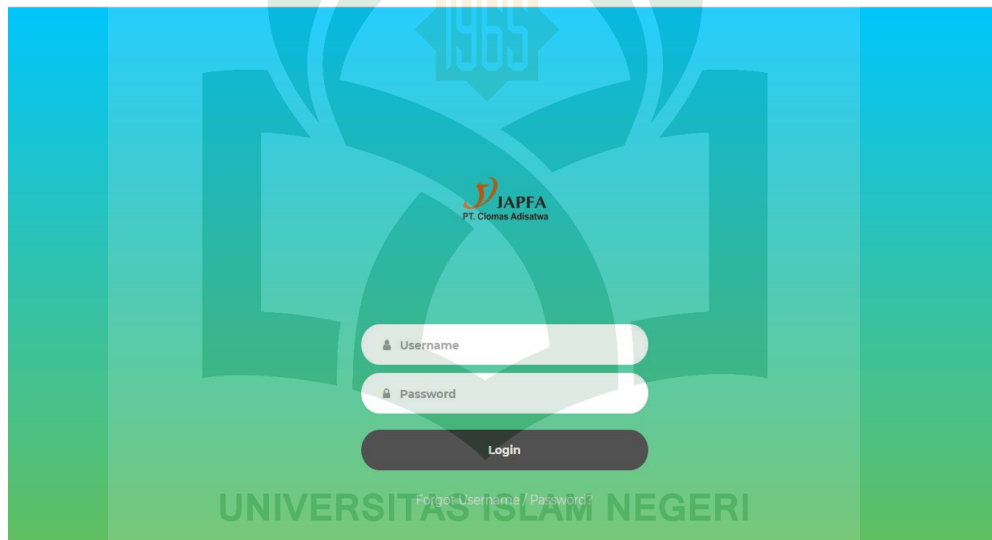 1965
JAPFA
PT. Ciomas Adisatwa
Username
Password
Login
Forgot Username / Password?
UNIVERSITAS ISLAM NEGERI